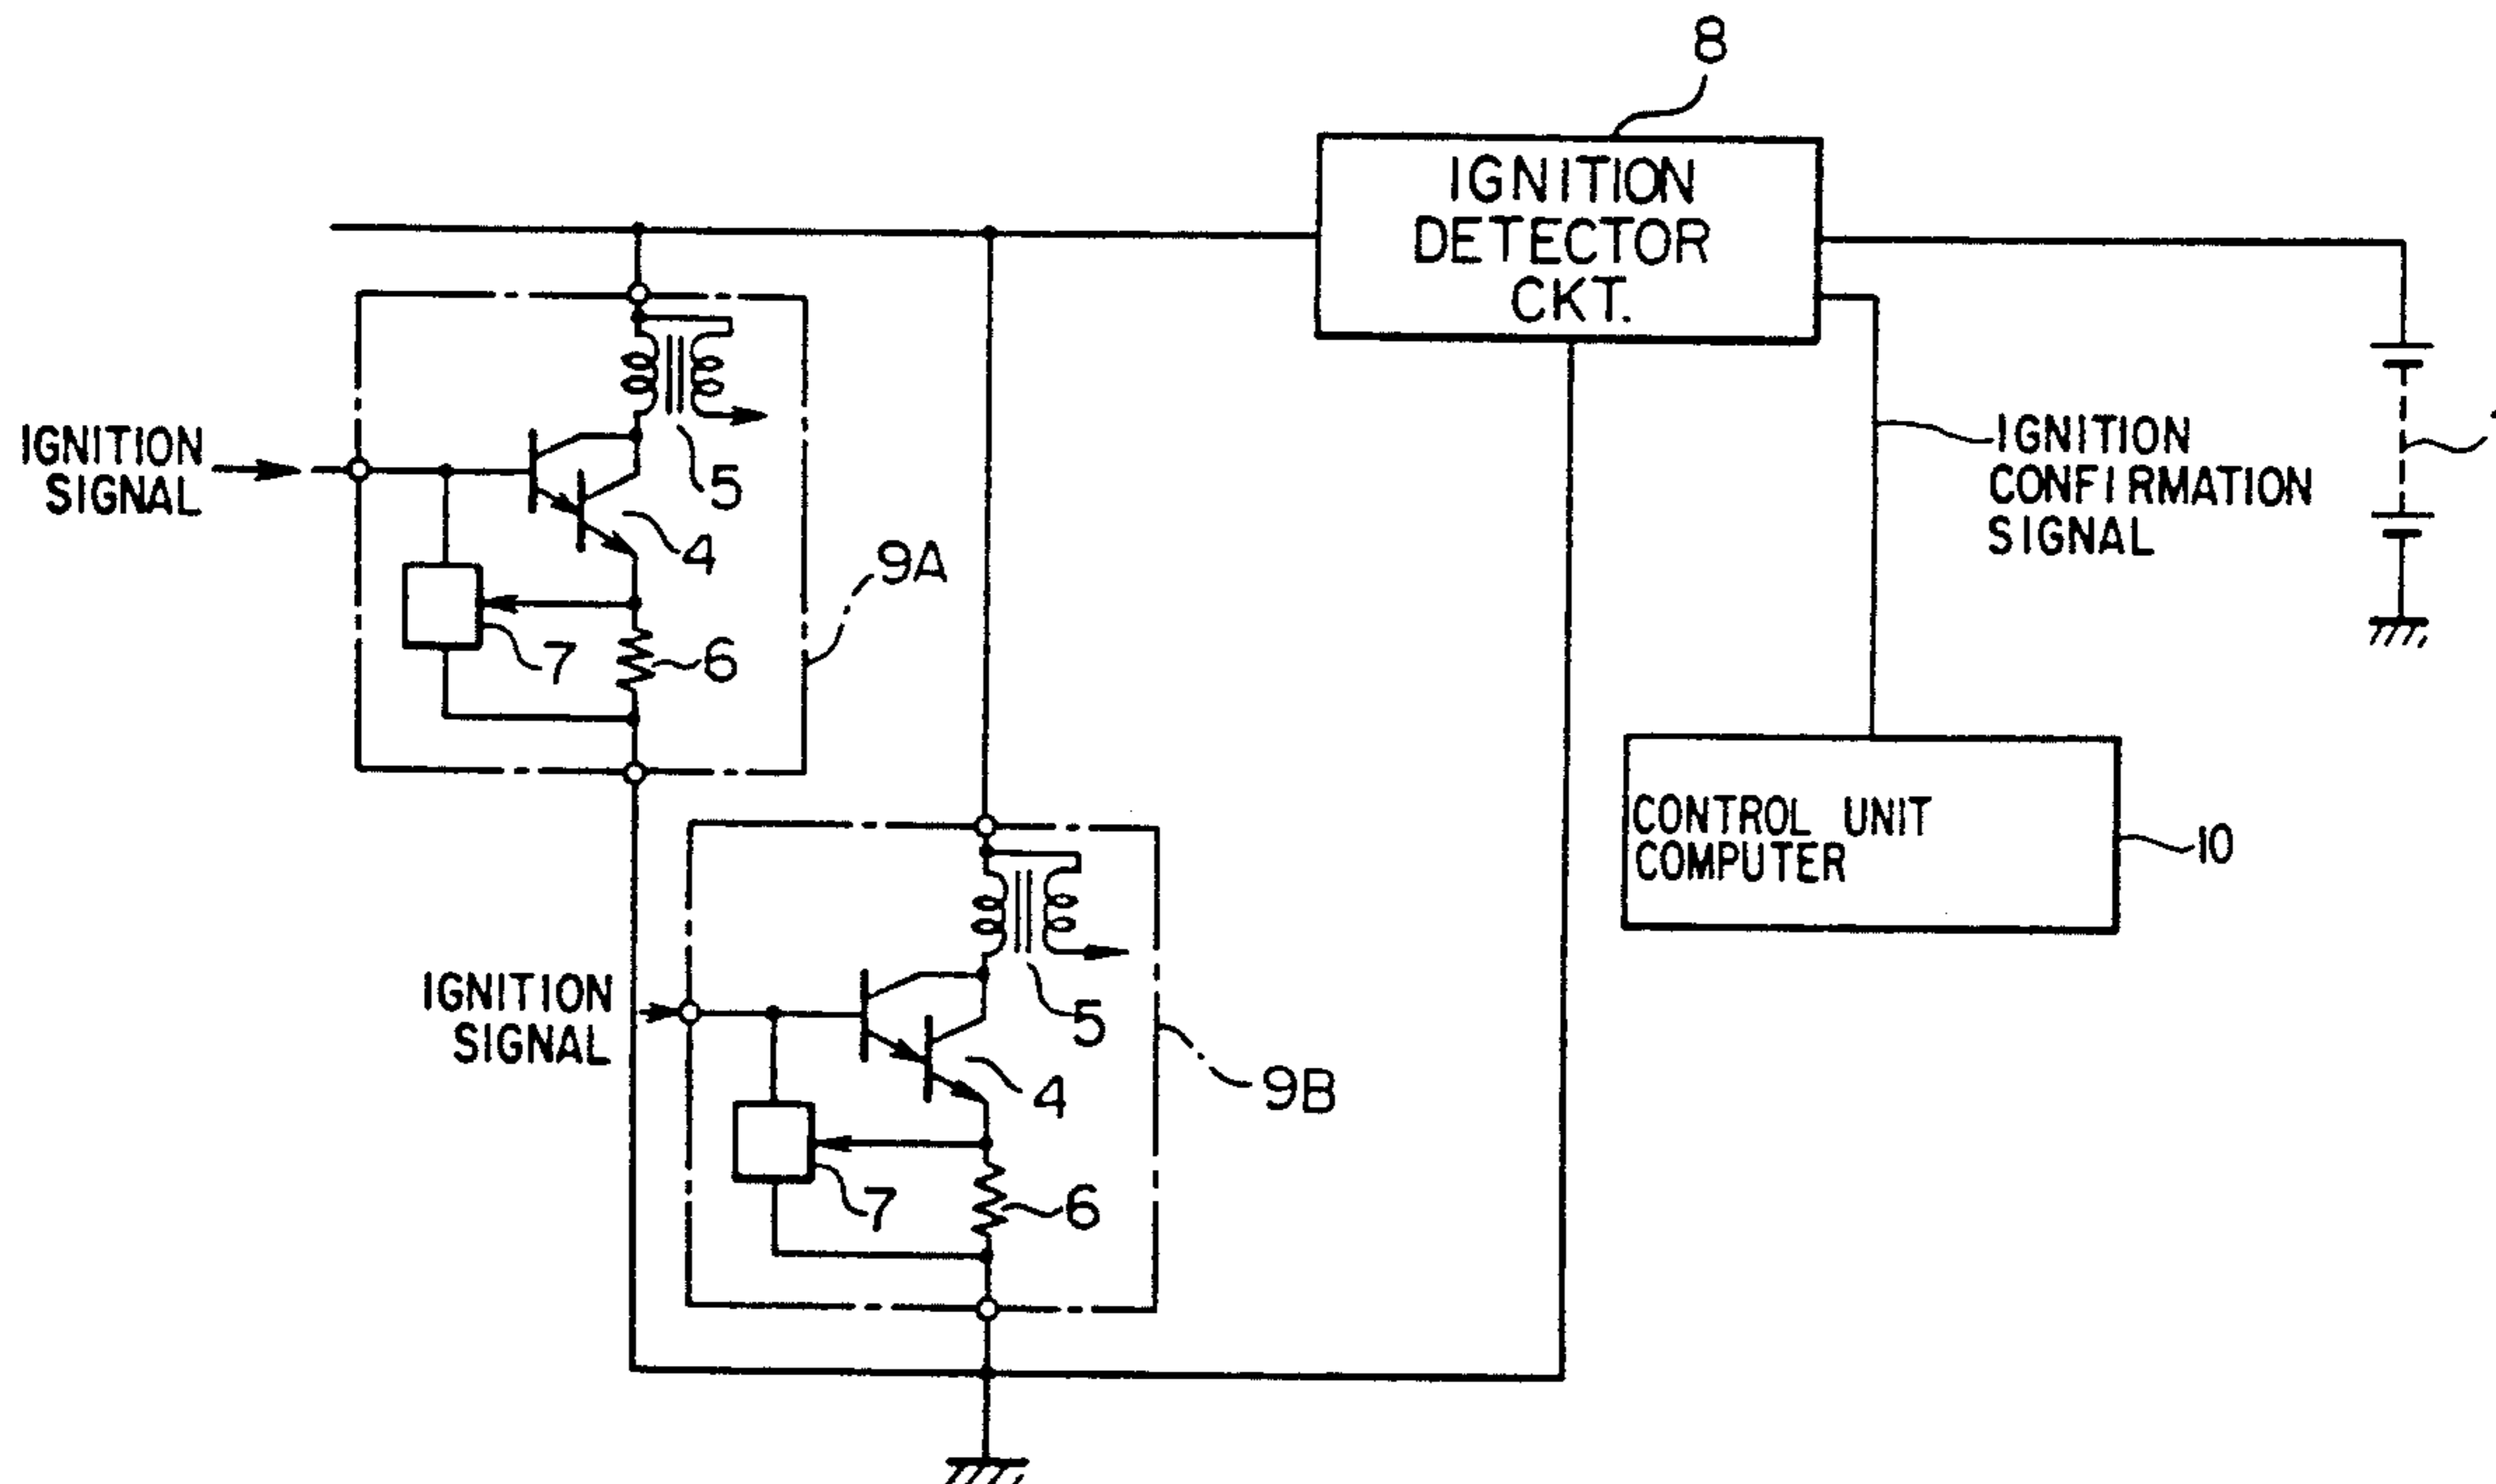 8
IGNITION
DETECTOR
CKT.
IGNITION
SIGNAL
5
4
9A
7
6
IGNITION
CONFIRMATION
SIGNAL
CONTROL UNIT
COMPUTER
10
IGNITION
SIGNAL
5
4
9B
7
6